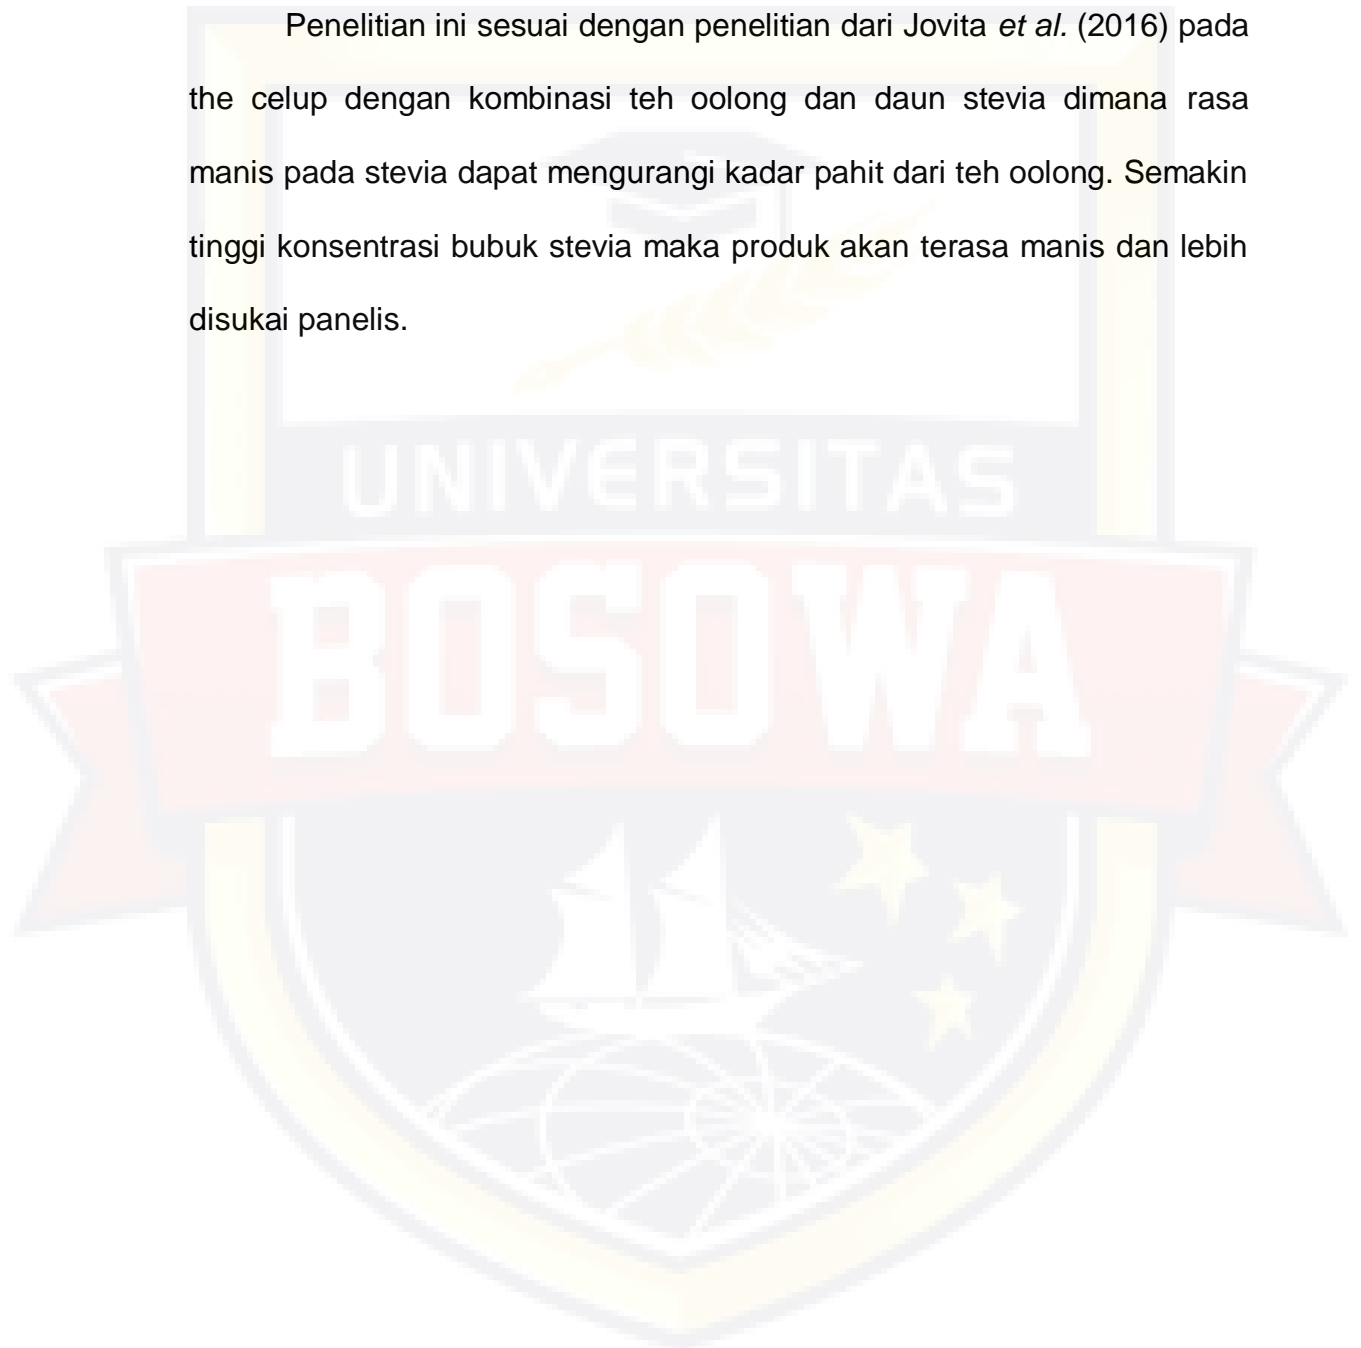 Penelitian ini sesuai dengan penelitian dari Jovita et al. (2016) pada
the celup dengan kombinasi teh oolong dan daun stevia dimana rasa
manis pada stevia dapat mengurangi kadar pahit dari teh oolong. Semakin
tinggi konsentrasi bubuk stevia maka produk akan terasa manis dan lebih
disukai panelis.
UNIVERSITAS
BOSOWA